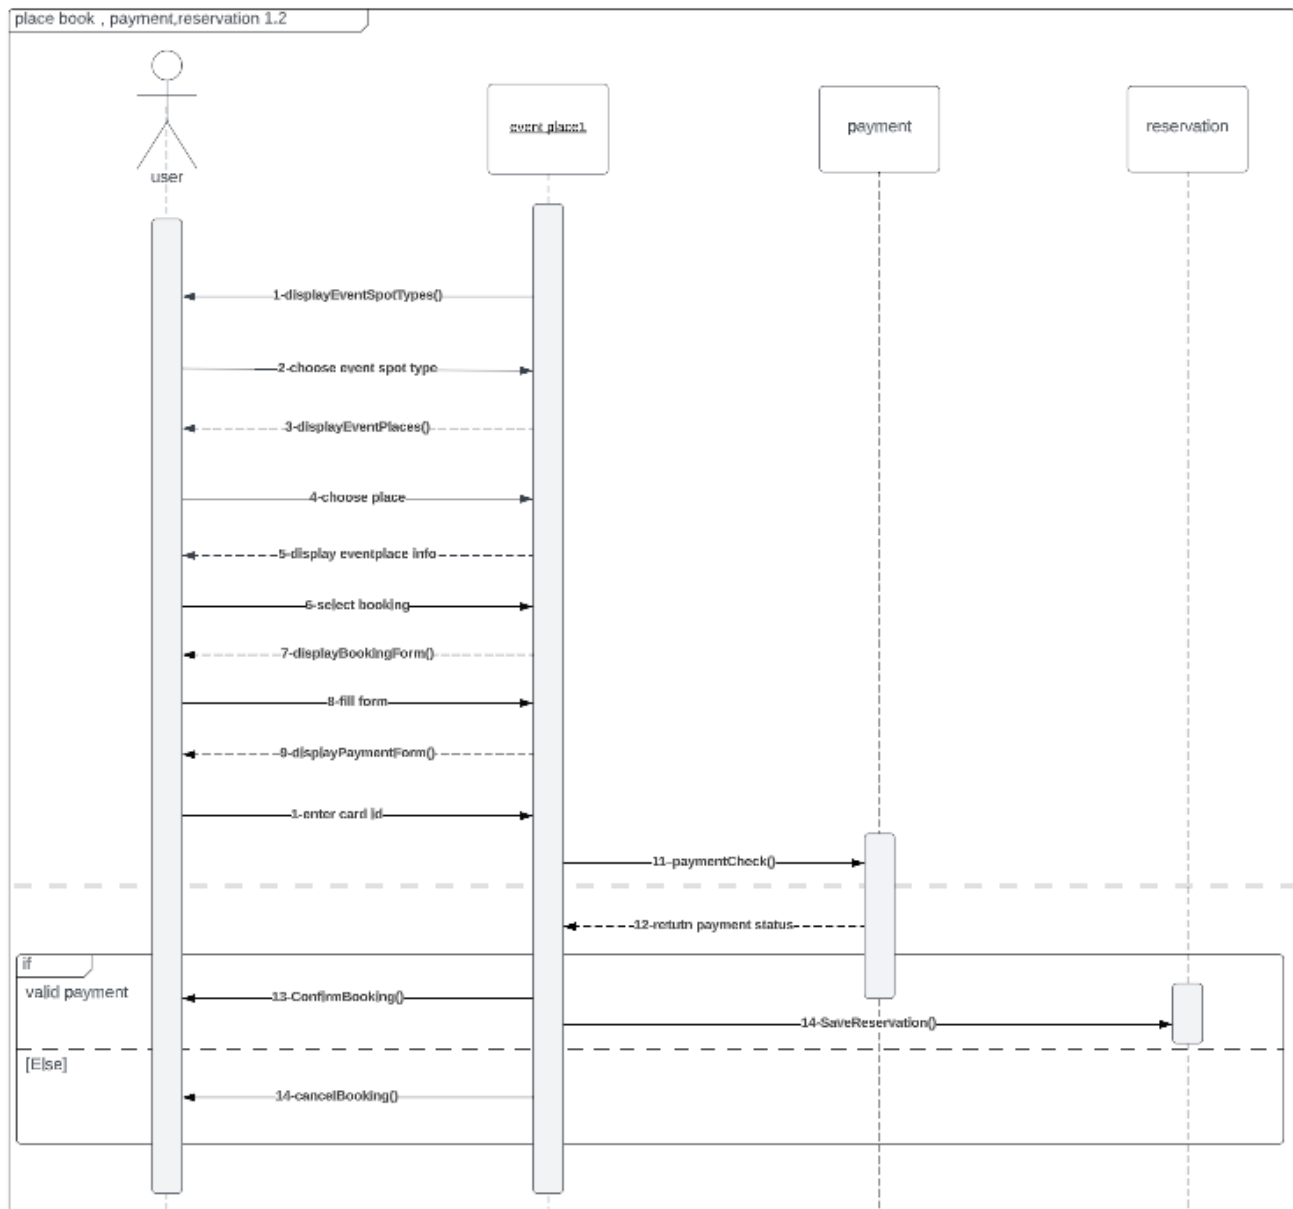 place book , payment,reservation 1.2
user
event place1
payment
reservation
1-displayEventSpotTypes()
2-choose event spot type
3-displayEventPlaces()
4-choose place
5-display eventplace info
6-select booking
7-displayBookingForm()
8-fill form
9-displayPaymentForm()
1-enter card id
11-paymentCheck()
12-retutn payment status
if
valid payment
13-ConfirmBooking()
14-SaveReservation()
[Else]
14-cancelBooking()